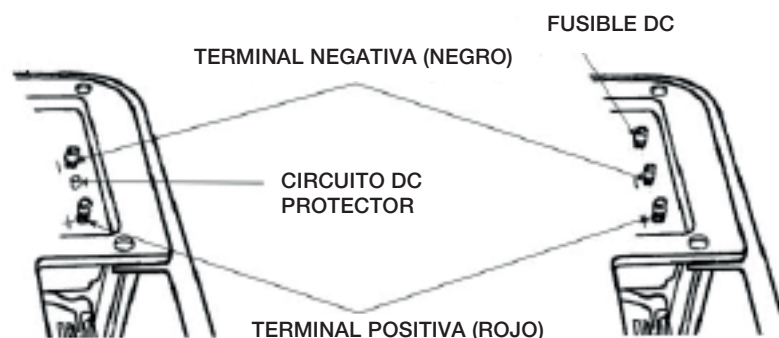 FUSIBLE DC
TERMINAL NEGATIVA (NEGRO)
CIRCUITO DC
PROTECTOR
TERMINAL POSITIVA (ROJO)